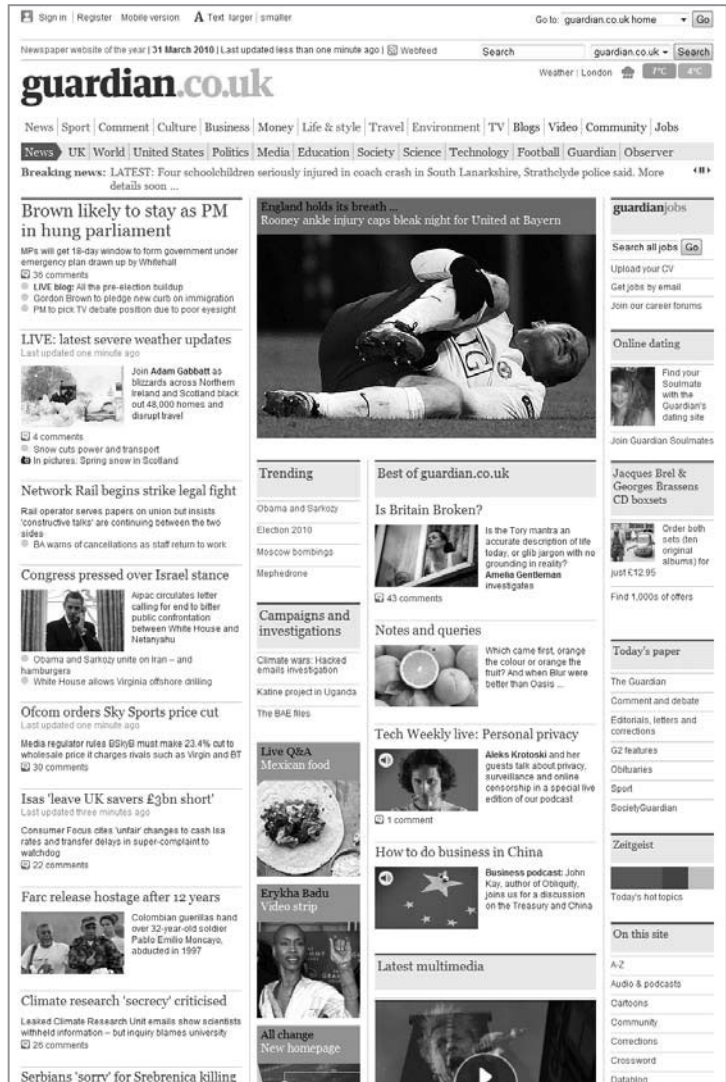 Sign in | Register Mobile version A Text larger | smaller
Go to: guardian.co.uk home Go
Newspaper website of the year | 31 March 2010 | Last updated less than one minute ago | Webfeed
Search guardian.co.uk Search
guardian.co.uk
Weather | London 7°C 4°C
News | Sport | Comment | Culture | Business | Money | Life & style | Travel | Environment | TV | Blogs | Video | Community | Jobs
News UK | World | United States | Politics | Media | Education | Society | Science | Technology | Football | Guardian | Observer
Breaking news: LATEST: Four schoolchildren seriously injured in coach crash in South Lanarkshire, Strathclyde police said. More
details soon ...
Brown likely to stay as PM
in hung parliament
MPs will get 18-day window to form government under
emergency plan drawn up by Whitehall
36 comments
LIVE blog: All the pre-election buildup
Gordon Brown to pledge new curb on immigration
PM to pick TV debate position due to poor eyesight
LIVE: latest severe weather updates
Last updated one minute ago
Join Adam Gabbatt as
blizzards across Northern
Ireland and Scotland black
out 48,000 homes and
disrupt travel
4 comments
Snow cuts power and transport
In pictures: Spring snow in Scotland
Network Rail begins strike legal fight
Rail operator serves papers on union but insists
'constructive talks' are continuing between the two
sides
BA warns of cancellations as staff return to work
Congress pressed over Israel stance
Aipac circulates letter
calling for end to bitter
public confrontation
between White House and
Netanyahu
Obama and Sarkozy unite on Iran – and
hamburgers
White House allows Virginia offshore drilling
Ofcom orders Sky Sports price cut
Last updated one minute ago
Media regulator rules BSkyB must make 23.4% cut to
wholesale price it charges rivals such as Virgin and BT
30 comments
Isas 'leave UK savers £3bn short'
Last updated three minutes ago
Consumer Focus cites 'unfair' changes to cash Isa
rates and transfer delays in super-complaint to
watchdog
22 comments
Farc release hostage after 12 years
Colombian guerillas hand
over 32-year-old soldier
Pablo Emilio Moncayo,
abducted in 1997
Climate research 'secrecy' criticised
Leaked Climate Research Unit emails show scientists
withheld information – but inquiry blames university
26 comments
Serbians 'sorry' for Srebrenica killing
England holds its breath ...
Rooney ankle injury caps bleak night for United at Bayern
Trending
Obama and Sarkozy
Election 2010
Moscow bombings
Mephedrone
Campaigns and
investigations
Climate wars: Hacked
emails investigation
Katine project in Uganda
The BAE files
Live Q&A
Mexican food
Erykha Badu
Video strip
All change
New homepage
Best of guardian.co.uk
Is Britain Broken?
Is the Tory mantra an
accurate description of life
today, or glib jargon with no
grounding in reality?
Amelia Gentleman
investigates
43 comments
Notes and queries
Which came first, orange
the colour or orange the
fruit? And when Blur were
better than Oasis ...
Tech Weekly live: Personal privacy
Aleks Krotoski and her
guests talk about privacy,
surveillance and online
censorship in a special live
edition of our podcast
1 comment
How to do business in China
Business podcast: John
Kay, author of Obliquity,
joins us for a discussion
on the Treasury and China
Latest multimedia
guardianjobs
Search all jobs Go
Upload your CV
Get jobs by email
Join our career forums
Online dating
Find your
Soulmate
with the
Guardian's
dating site
Join Guardian Soulmates
Jacques Brel &
Georges Brassens
CD boxsets
Order both
sets (ten
original
albums) for
just £12.95
Find 1,000s of offers
Today's paper
The Guardian
Comment and debate
Editorials, letters and
corrections
G2 features
Obituaries
Sport
SocietyGuardian
Zeitgeist
Today's hot topics
On this site
A-Z
Audio & podcasts
Cartoons
Community
Corrections
Crossword
Datablog